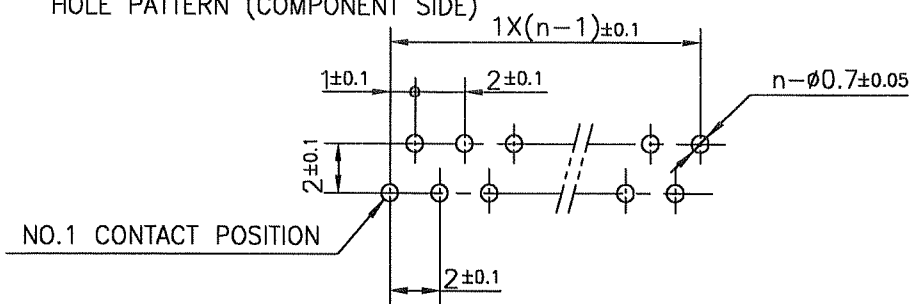 HOLE PATTERN (COMPONENT SIDE)
1X(n-1)±0.1
1±0.1
2±0.1
n-ø0.7±0.05
2±0.1
NO.1 CONTACT POSITION
2±0.1